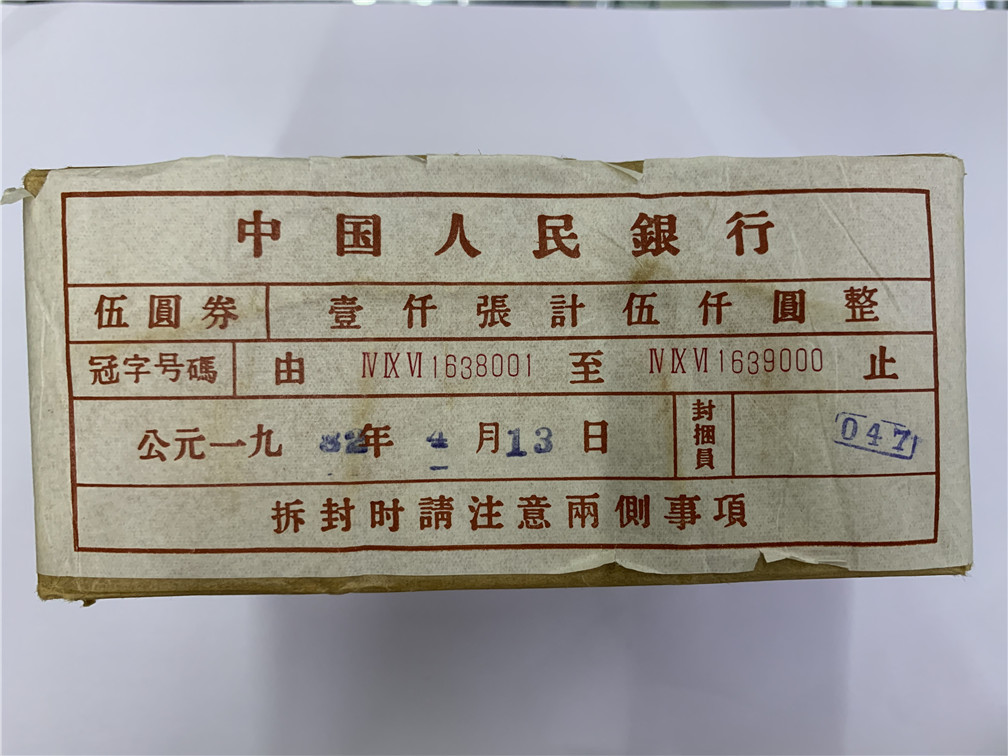 中国人民銀行
伍圓券 壹仟張計伍仟圓整
冠字号碼 由 ⅣⅨⅥ1638001 至 ⅣⅨⅥ1639000 止
公元一九82年4月13日 封捆員 047
拆封时請注意兩側事項